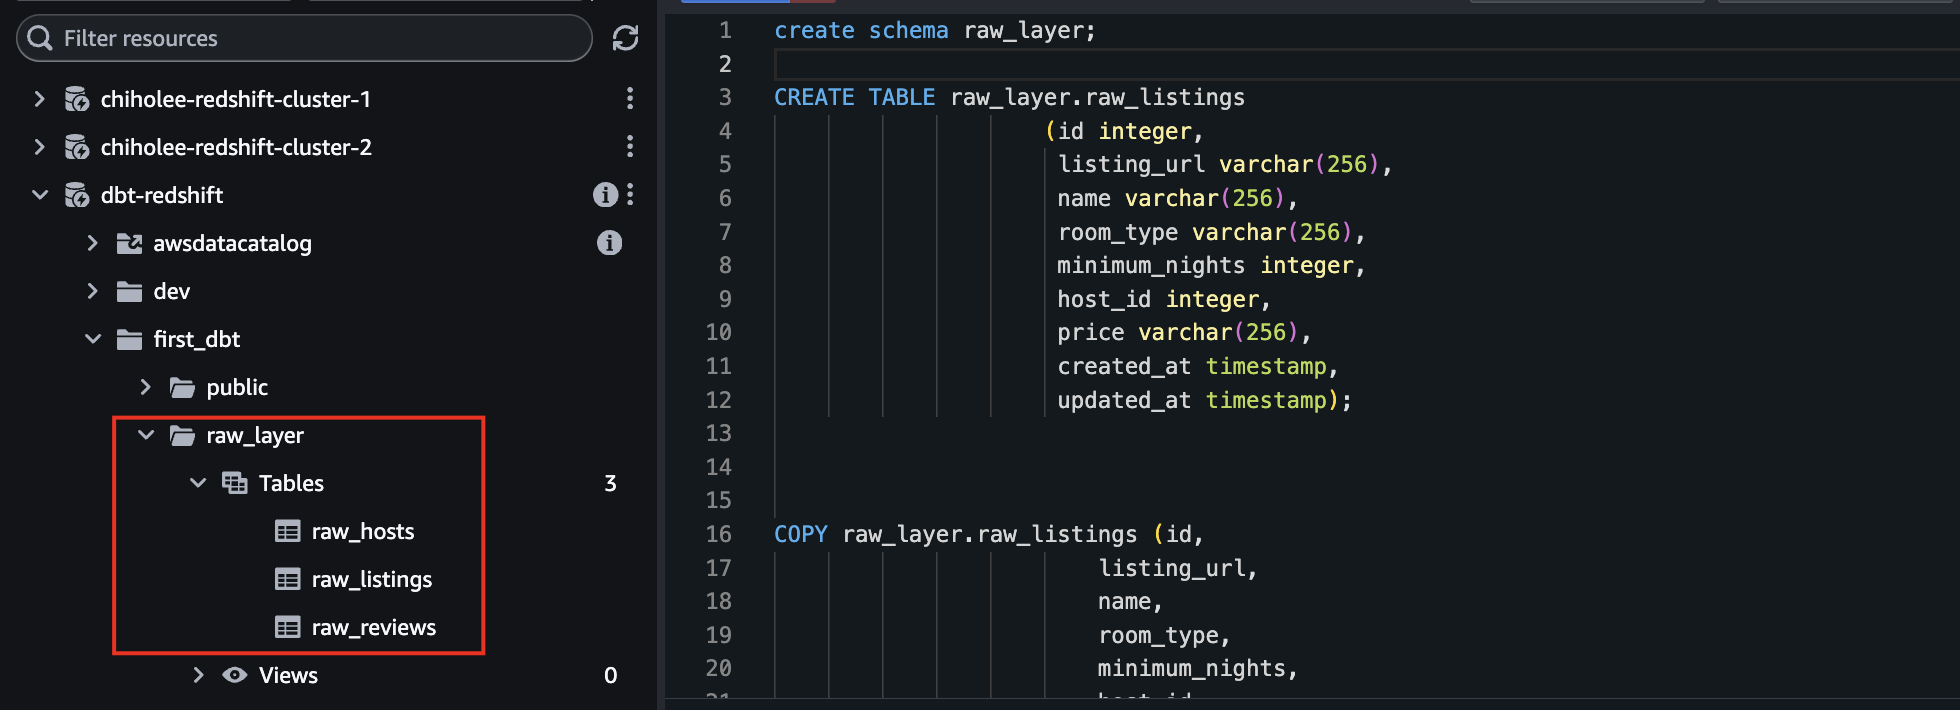 Filter resources
chiholee-redshift-cluster-1
chiholee-redshift-cluster-2
dbt-redshift
awsdatacatalog
dev
first_dbt
public
raw_layer
Tables 3
raw_hosts
raw_listings
raw_reviews
Views 0
1 create schema raw_layer;
2
3 CREATE TABLE raw_layer.raw_listings
4 (id integer,
5 listing_url varchar(256),
6 name varchar(256),
7 room_type varchar(256),
8 minimum_nights integer,
9 host_id integer,
10 price varchar(256),
11 created_at timestamp,
12 updated_at timestamp);
13
14
15
16 COPY raw_layer.raw_listings (id,
17 listing_url,
18 name,
19 room_type,
20 minimum_nights,